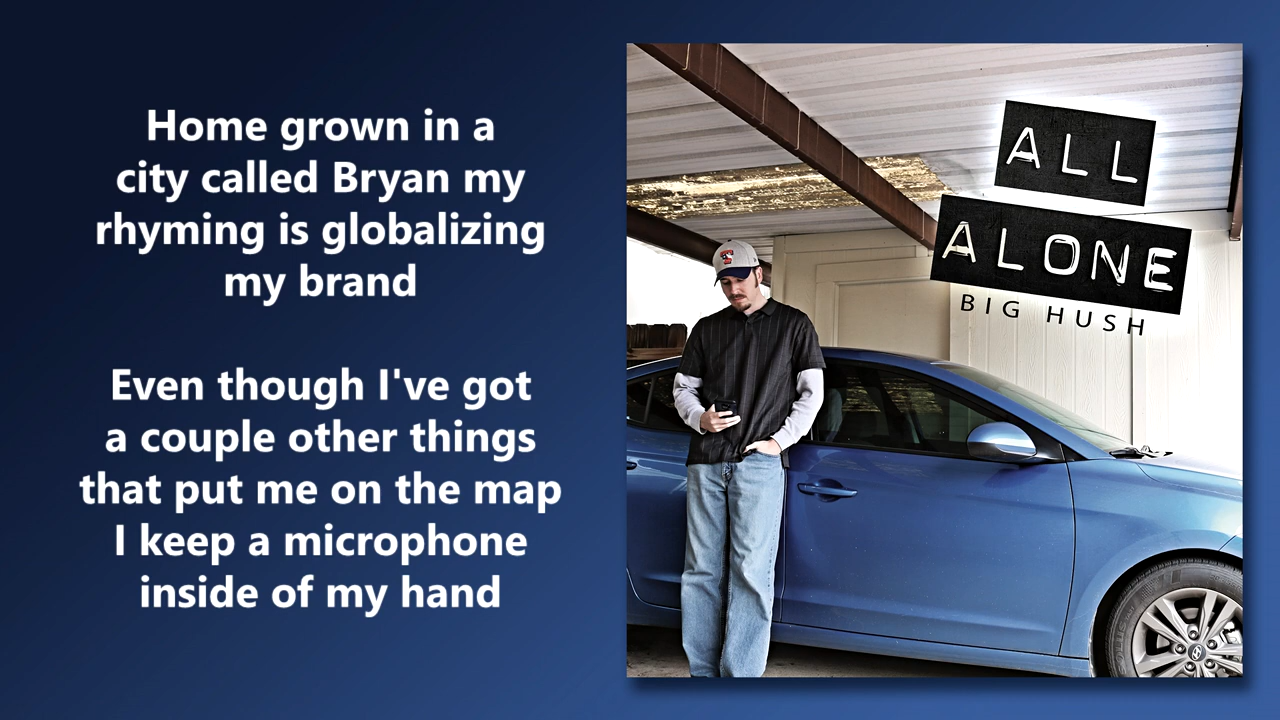 Home grown in a
city called Bryan my
rhyming is globalizing
my brand
Even though I've got
a couple other things
that put me on the map
I keep a microphone
inside of my hand
ALL
ALONE
BIG HUSH